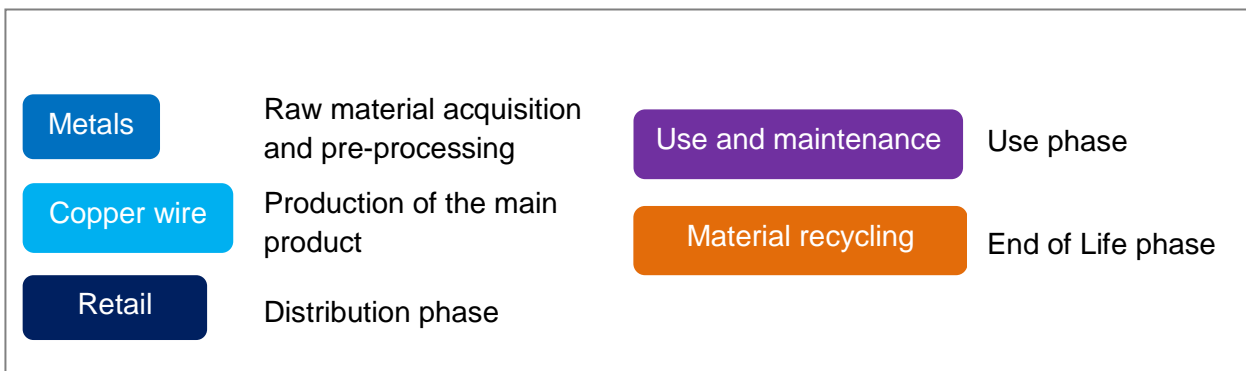 Metals
Raw material acquisition
and pre-processing
Copper wire
Production of the main
product
Retail
Distribution phase
Use and maintenance
Use phase
Material recycling
End of Life phase